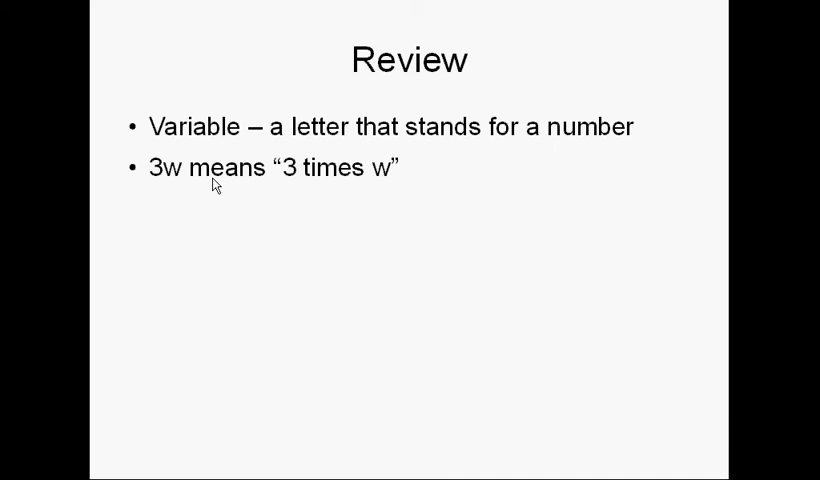 Review
• Variable – a letter that stands for a number
• 3w means “3 times w”